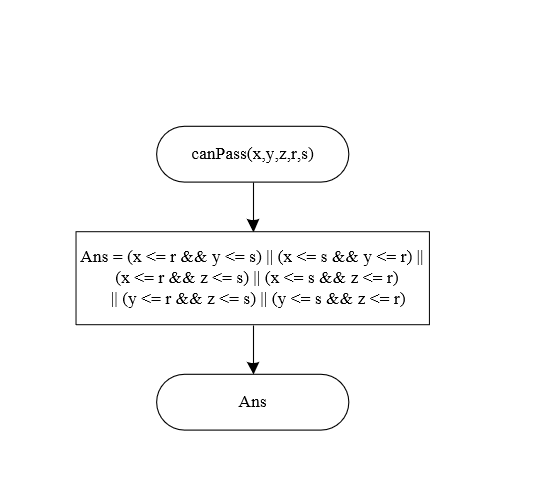 canPass(x,y,z,r,s)
Ans = (x <= r && y <= s) || (x <= s && y <= r) ||
(x <= r && z <= s) || (x <= s && z <= r)
|| (y <= r && z <= s) || (y <= s && z <= r)
Ans